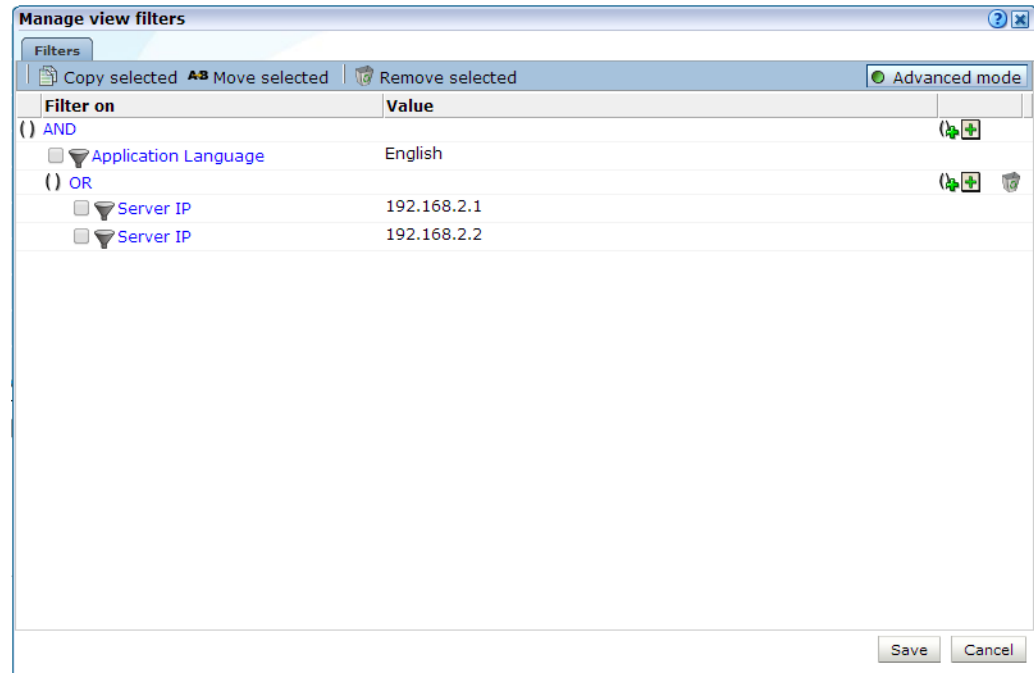 Manage view filters
Filters
Copy selected A3 Move selected Remove selected Advanced mode
Filter on Value
() AND
Application Language English
() OR
Server IP 192.168.2.1
Server IP 192.168.2.2
Save Cancel